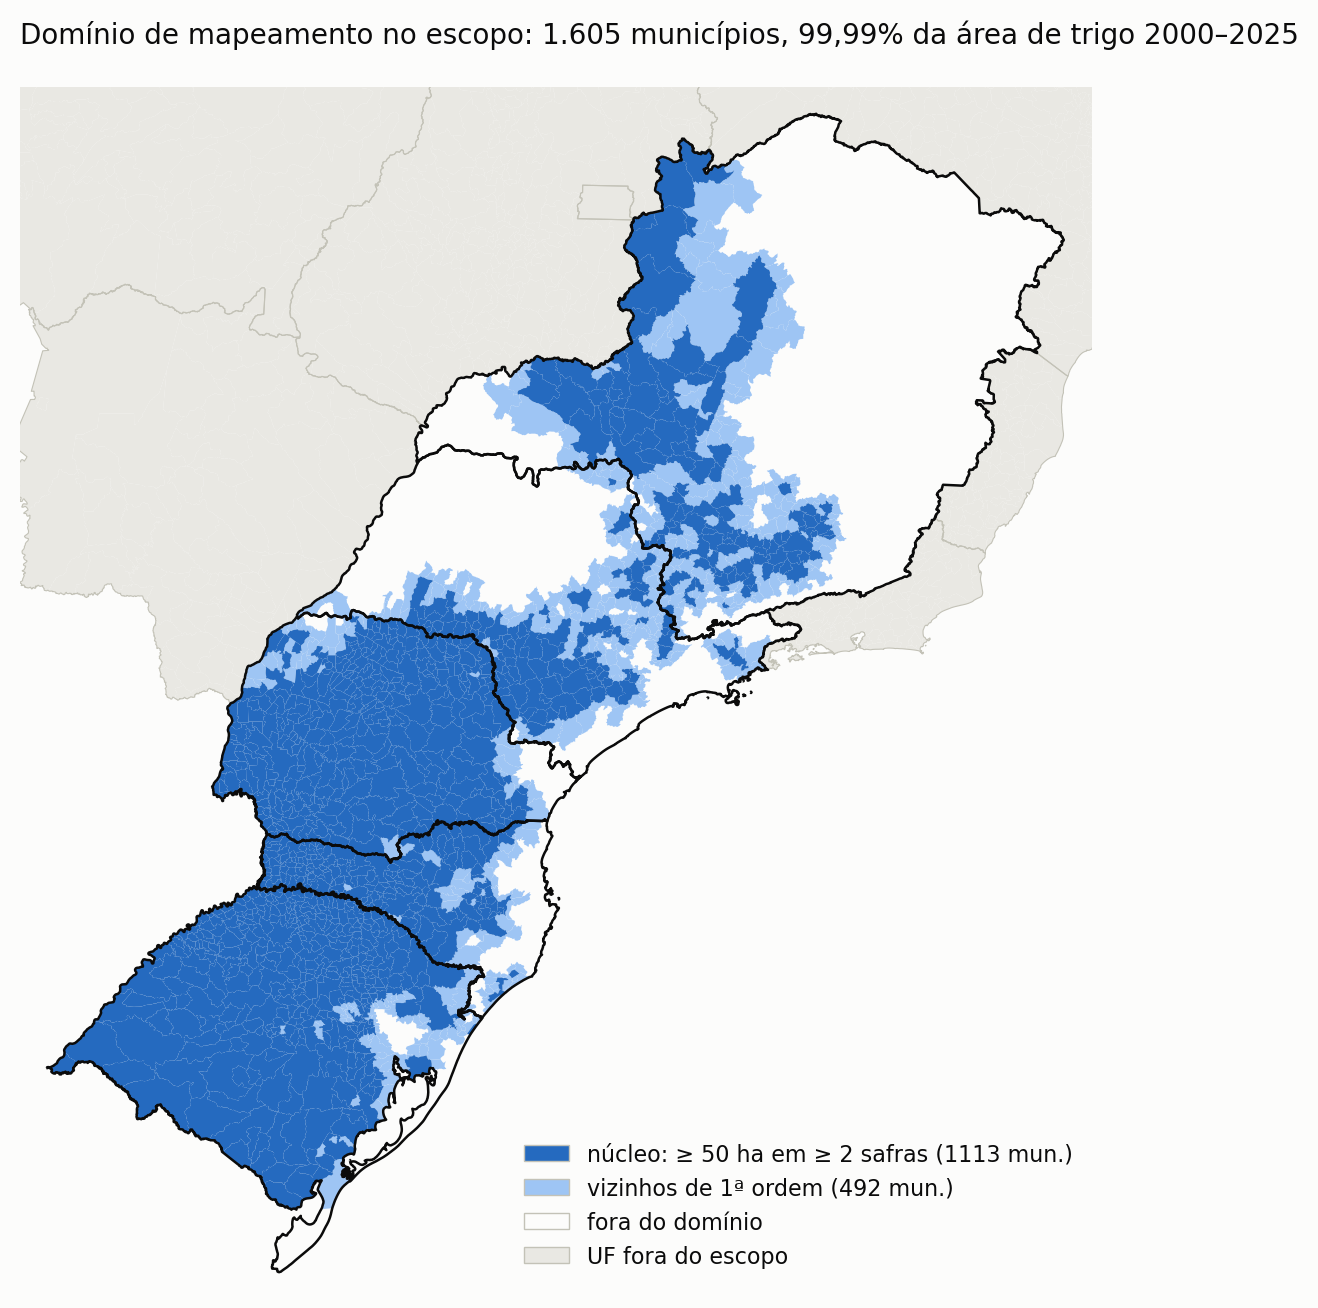 Domínio de mapeamento no escopo: 1.605 municípios, 99,99% da área de trigo 2000–2025
núcleo: ≥ 50 ha em ≥ 2 safras (1113 mun.)
vizinhos de 1ª ordem (492 mun.)
fora do domínio
UF fora do escopo